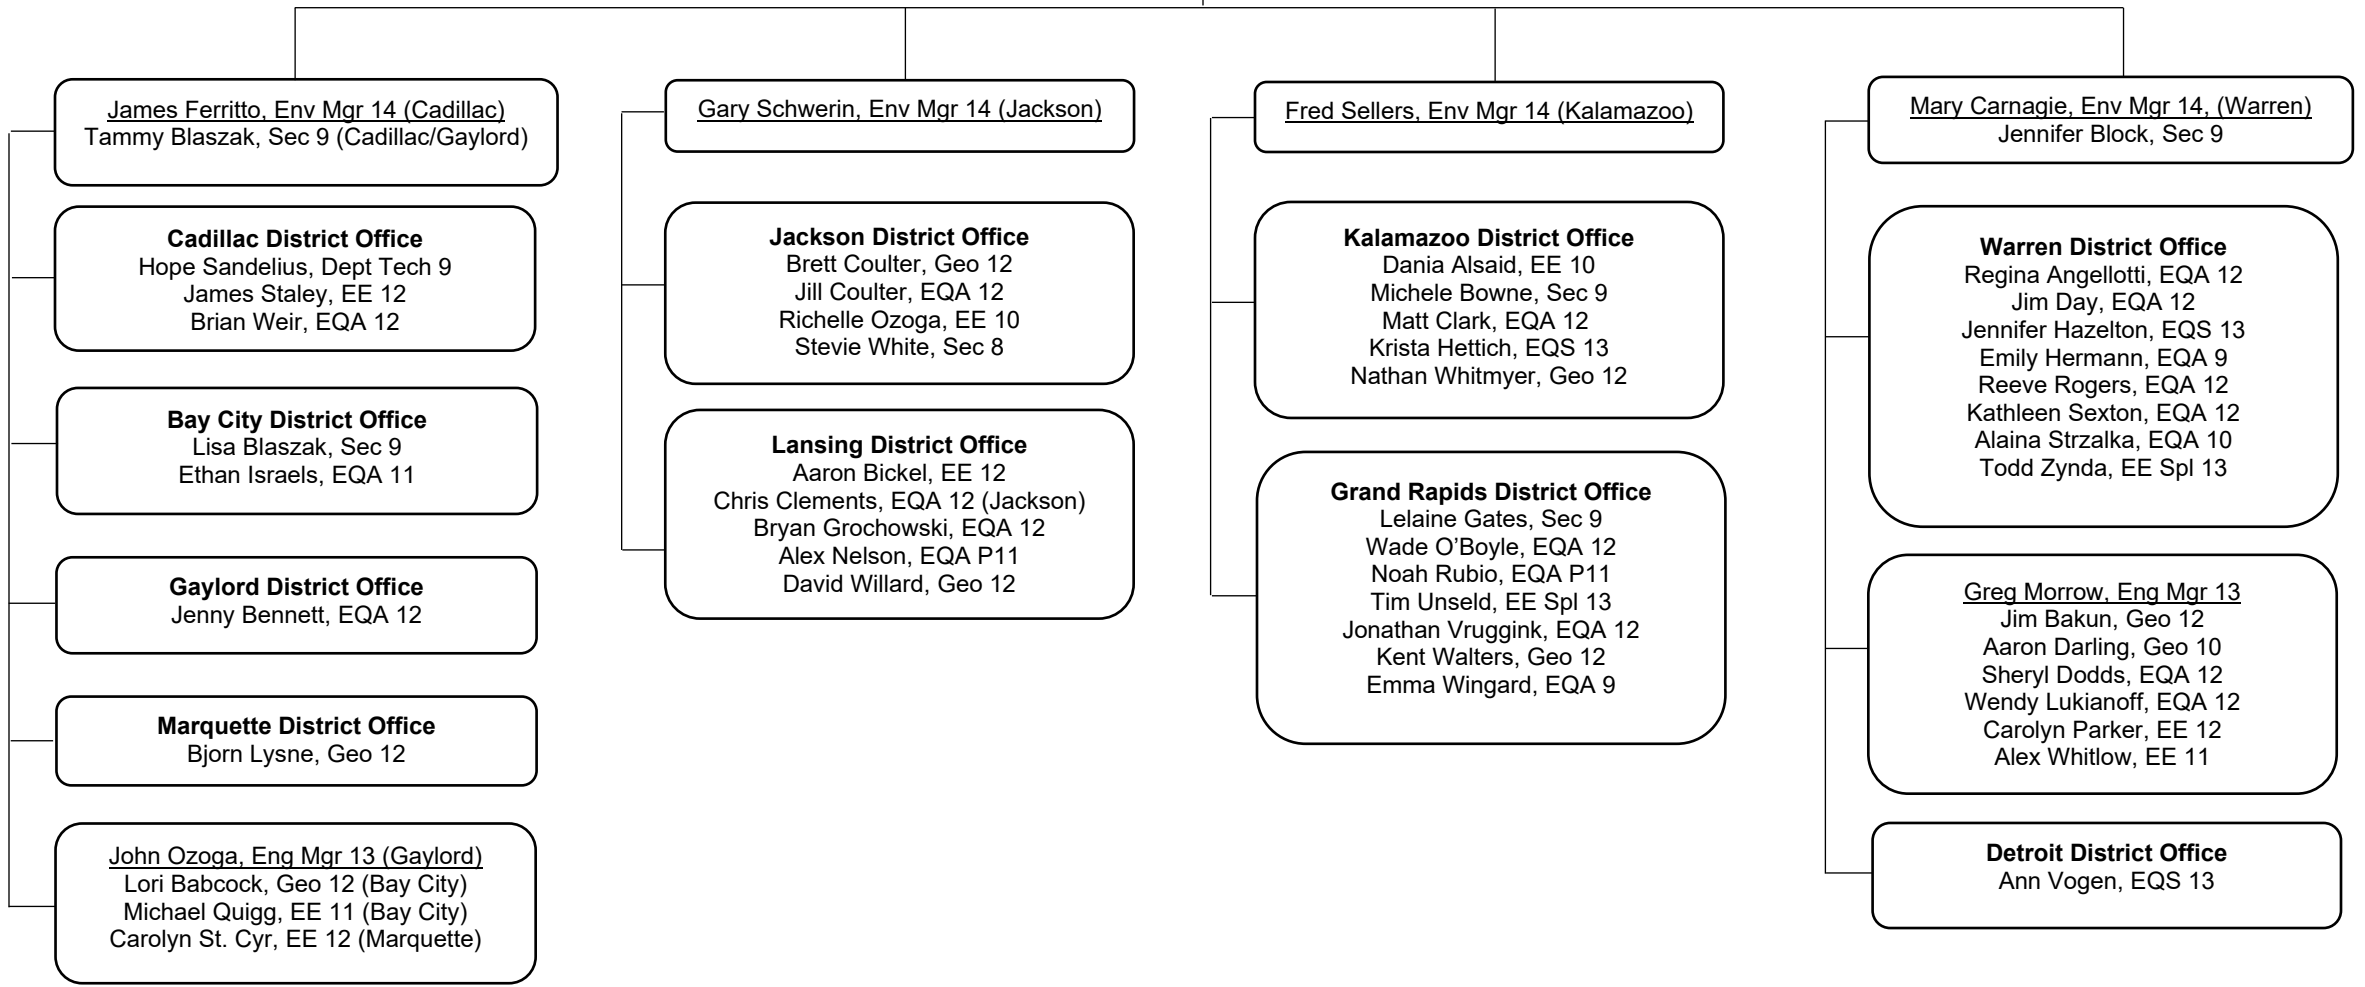 James Ferritto, Env Mgr 14 (Cadillac)
Tammy Blaszak, Sec 9 (Cadillac/Gaylord)
Cadillac District Office
Hope Sandelius, Dept Tech 9
James Staley, EE 12
Brian Weir, EQA 12
Bay City District Office
Lisa Blaszak, Sec 9
Ethan Israels, EQA 11
Gaylord District Office
Jenny Bennett, EQA 12
Marquette District Office
Bjorn Lysne, Geo 12
John Ozoga, Eng Mgr 13 (Gaylord)
Lori Babcock, Geo 12 (Bay City)
Michael Quigg, EE 11 (Bay City)
Carolyn St. Cyr, EE 12 (Marquette)
Gary Schwerin, Env Mgr 14 (Jackson)
Jackson District Office
Brett Coulter, Geo 12
Jill Coulter, EQA 12
Richelle Ozoga, EE 10
Stevie White, Sec 8
Lansing District Office
Aaron Bickel, EE 12
Chris Clements, EQA 12 (Jackson)
Bryan Grochowski, EQA 12
Alex Nelson, EQA P11
David Willard, Geo 12
Fred Sellers, Env Mgr 14 (Kalamazoo)
Kalamazoo District Office
Dania Alsaid, EE 10
Michele Bowne, Sec 9
Matt Clark, EQA 12
Krista Hettich, EQS 13
Nathan Whitmyer, Geo 12
Grand Rapids District Office
Lelaine Gates, Sec 9
Wade O’Boyle, EQA 12
Noah Rubio, EQA P11
Tim Unseld, EE Spl 13
Jonathan Vruggink, EQA 12
Kent Walters, Geo 12
Emma Wingard, EQA 9
Mary Carnagie, Env Mgr 14, (Warren)
Jennifer Block, Sec 9
Warren District Office
Regina Angellotti, EQA 12
Jim Day, EQA 12
Jennifer Hazelton, EQS 13
Emily Hermann, EQA 9
Reeve Rogers, EQA 12
Kathleen Sexton, EQA 12
Alaina Strzalka, EQA 10
Todd Zynda, EE Spl 13
Greg Morrow, Eng Mgr 13
Jim Bakun, Geo 12
Aaron Darling, Geo 10
Sheryl Dodds, EQA 12
Wendy Lukianoff, EQA 12
Carolyn Parker, EE 12
Alex Whitlow, EE 11
Detroit District Office
Ann Vogen, EQS 13